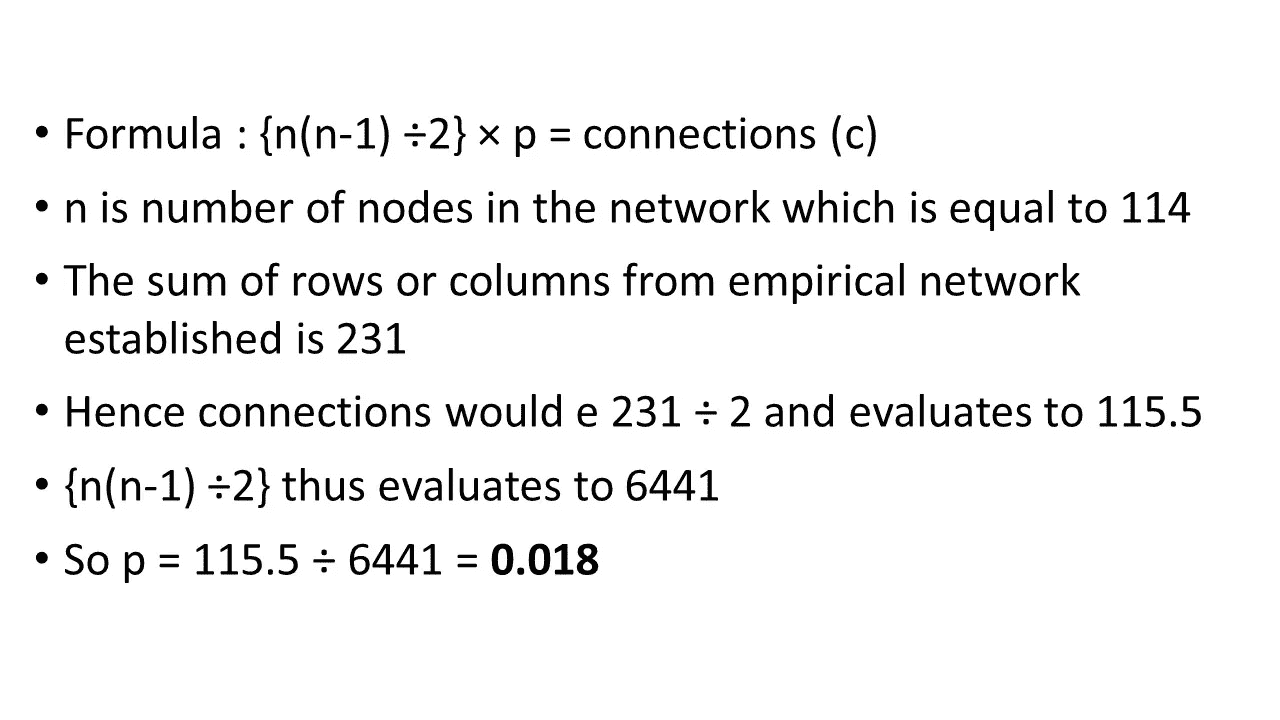 • Formula : {n(n-1) ÷2} × p = connections (c)
• n is number of nodes in the network which is equal to 114
• The sum of rows or columns from empirical network
established is 231
• Hence connections would e 231 ÷ 2 and evaluates to 115.5
• {n(n-1) ÷2} thus evaluates to 6441
• So p = 115.5 ÷ 6441 = 0.018